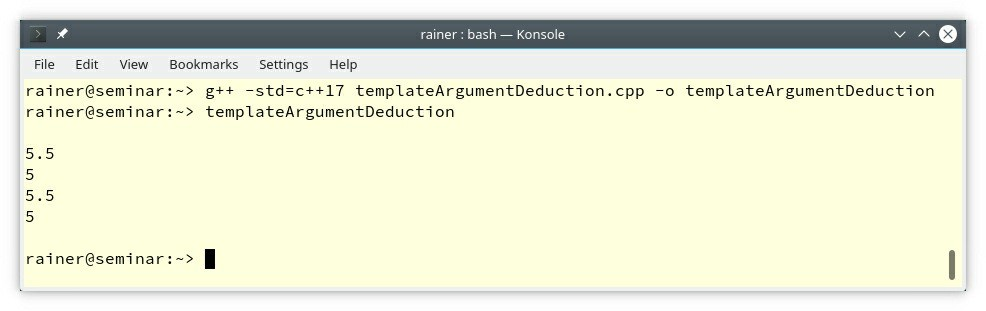 rainer : bash — Konsole
File Edit View Bookmarks Settings Help
rainer@seminar:~> g++ -std=c++17 templateArgumentDeduction.cpp -o templateArgumentDeduction
rainer@seminar:~> templateArgumentDeduction
5.5
5
5.5
5
rainer@seminar:~>